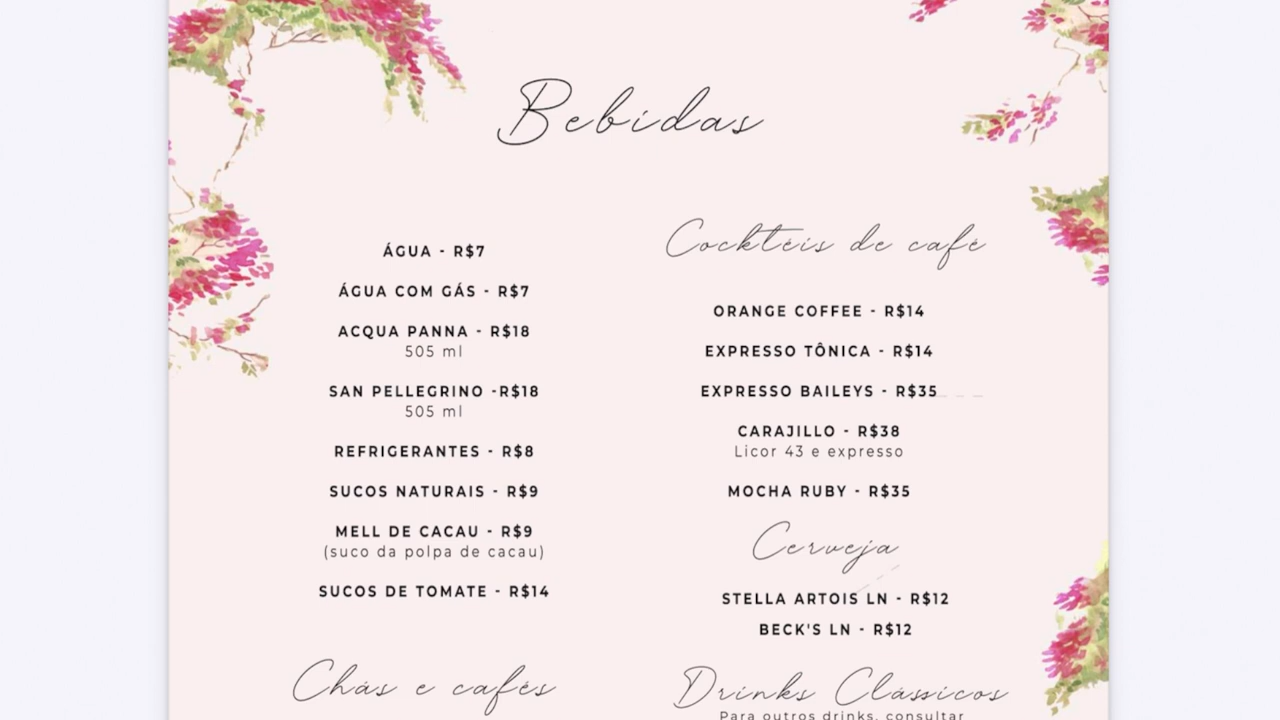 Bebidas
ÁGUA - R$7
ÁGUA COM GÁS - R$7
ACQUA PANNA - R$18
505 ml
SAN PELLEGRINO -R$18
505 ml
REFRIGERANTES - R$8
SUCOS NATURAIS - R$9
MELL DE CACAU - R$9
(suco da polpa de cacau)
SUCOS DE TOMATE - R$14
Chás e cafés
Cocktéis de café
ORANGE COFFEE - R$14
EXPRESSO TÔNICA - R$14
EXPRESSO BAILEYS - R$35
CARAJILLO - R$38
Licor 43 e expresso
MOCHA RUBY - R$35
Cerveja
STELLA ARTOIS LN - R$12
BECK'S LN - R$12
Drinks Clássicos
Para outros drinks, consultar